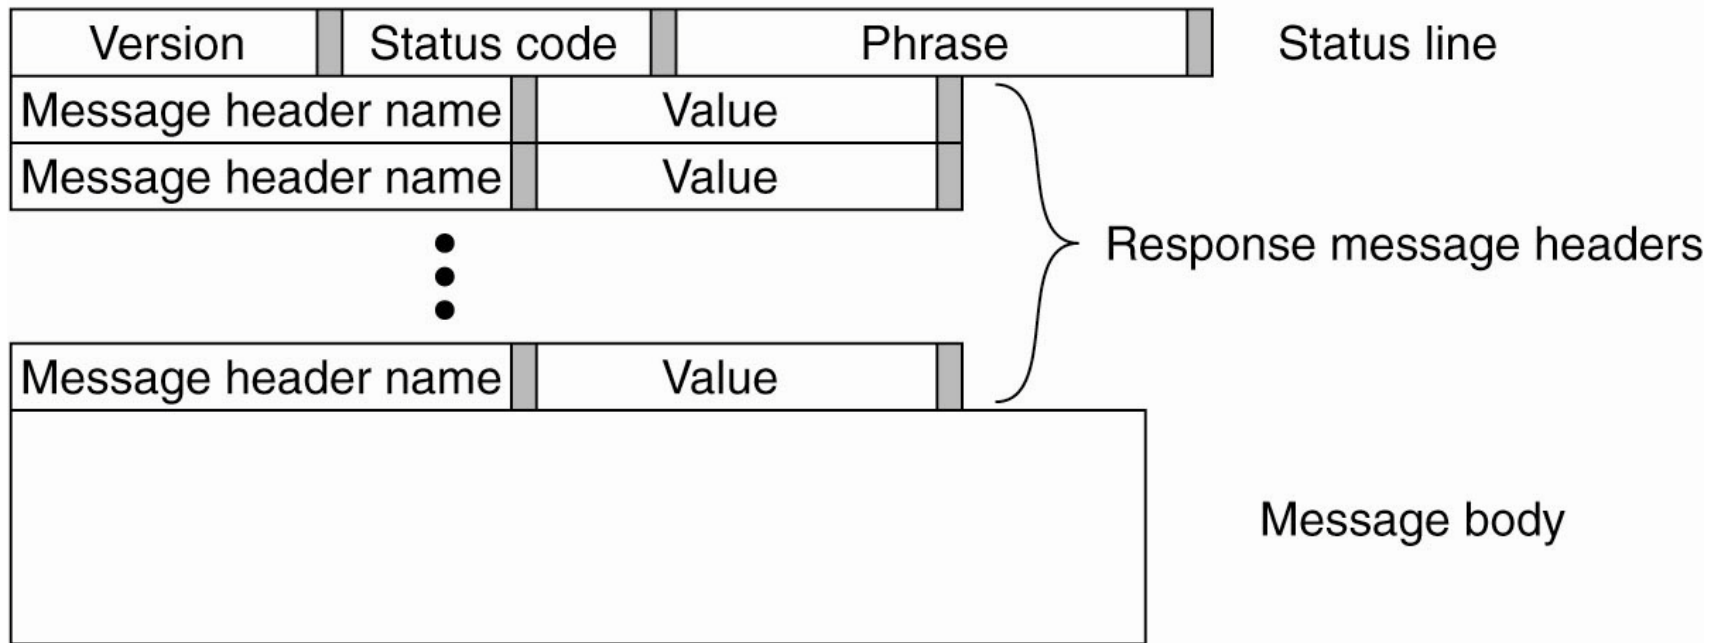 Version Status code Phrase Status line
Message header name Value
Message header name Value
Response message headers
Message header name Value
Message body